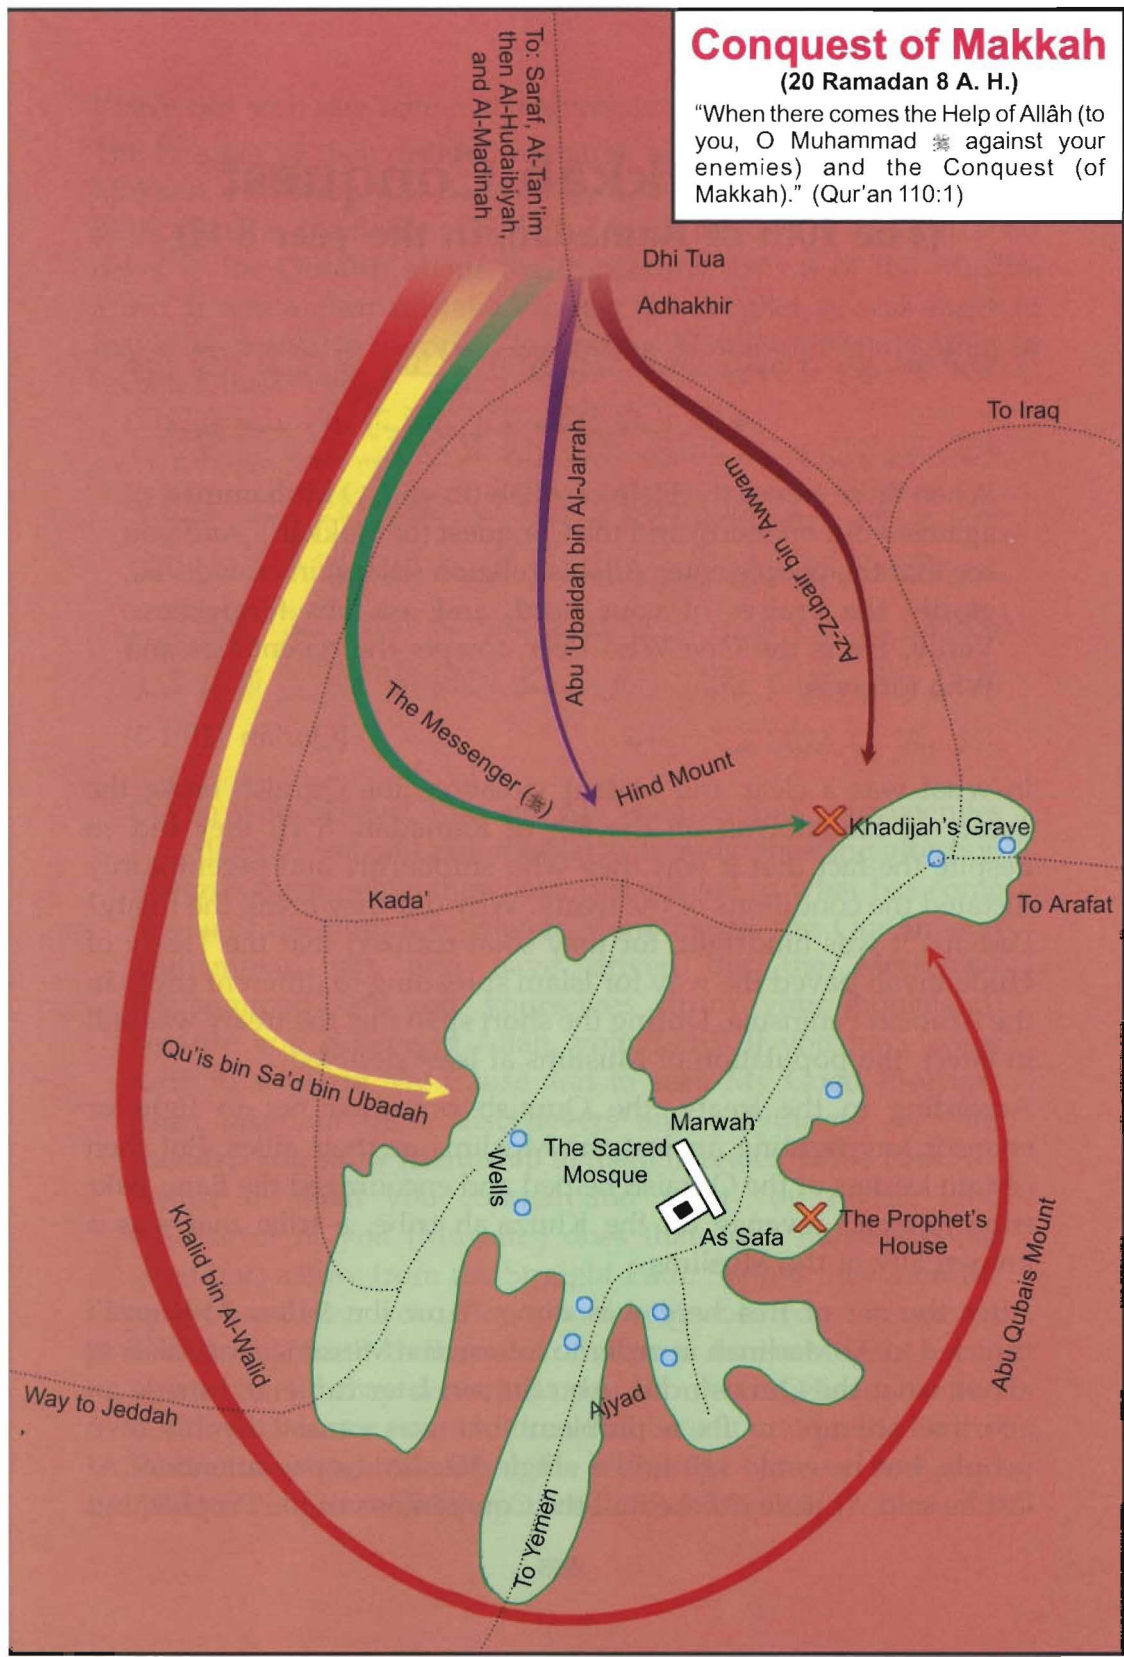 Conquest of Makkah
(20 Ramadan 8 A. H.)
"When there comes the Help of Allâh (to
you, O Muhammad ﷺ against your
enemies) and the Conquest (of
Makkah)." (Qur'an 110:1)
To: Saraf, At-Tan'im
then Al-Hudaibiyah,
and Al-Madinah
Dhi Tua
Adhakhir
To Iraq
Abu 'Ubaidah bin Al-Jarrah
Az-Zubair bin 'Awwam
The Messenger (ﷺ)
Hind Mount
Khadijah's Grave
Kada'
To Arafat
Qu'is bin Sa'd bin Ubadah
Marwah
The Sacred
Mosque
Wells
As Safa
The Prophet's
House
Khalid bin Al-Walid
Abu Qubais Mount
Way to Jeddah
Ajyad
To Yemen